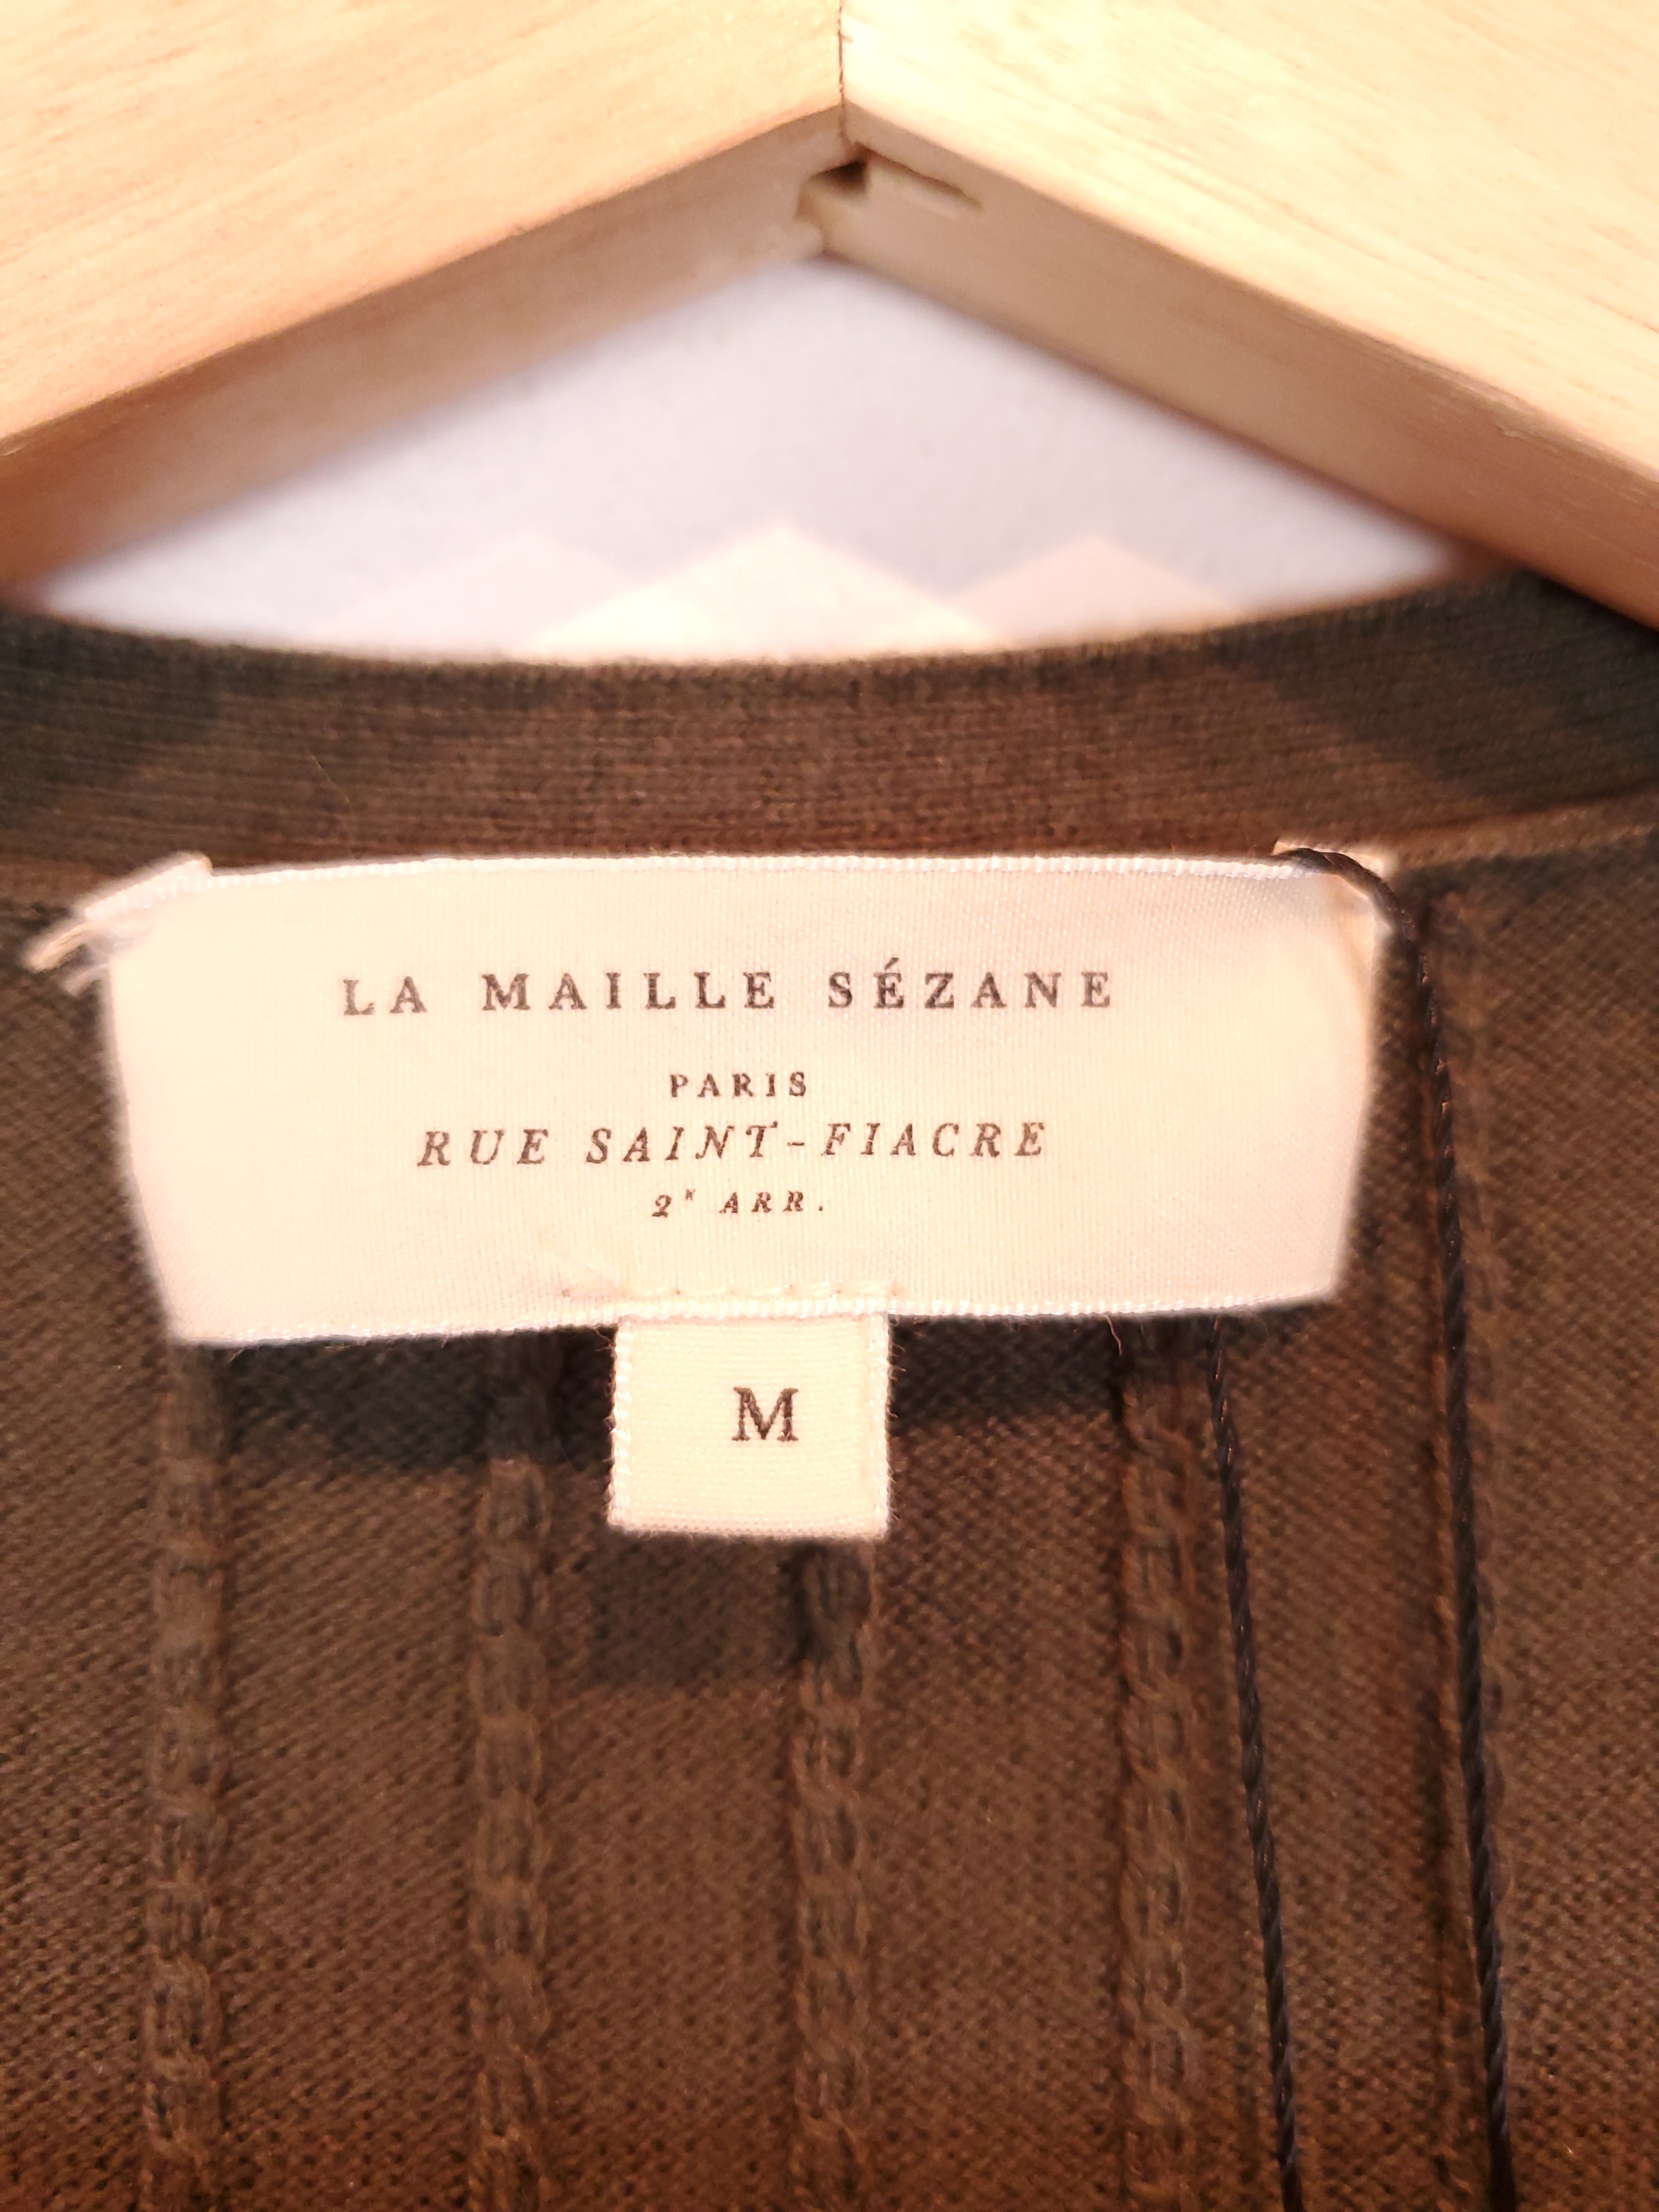 LA MAILLE SÉZANE
PARIS
RUE SAINT-FIACRE
2ᴱ ARR.
M